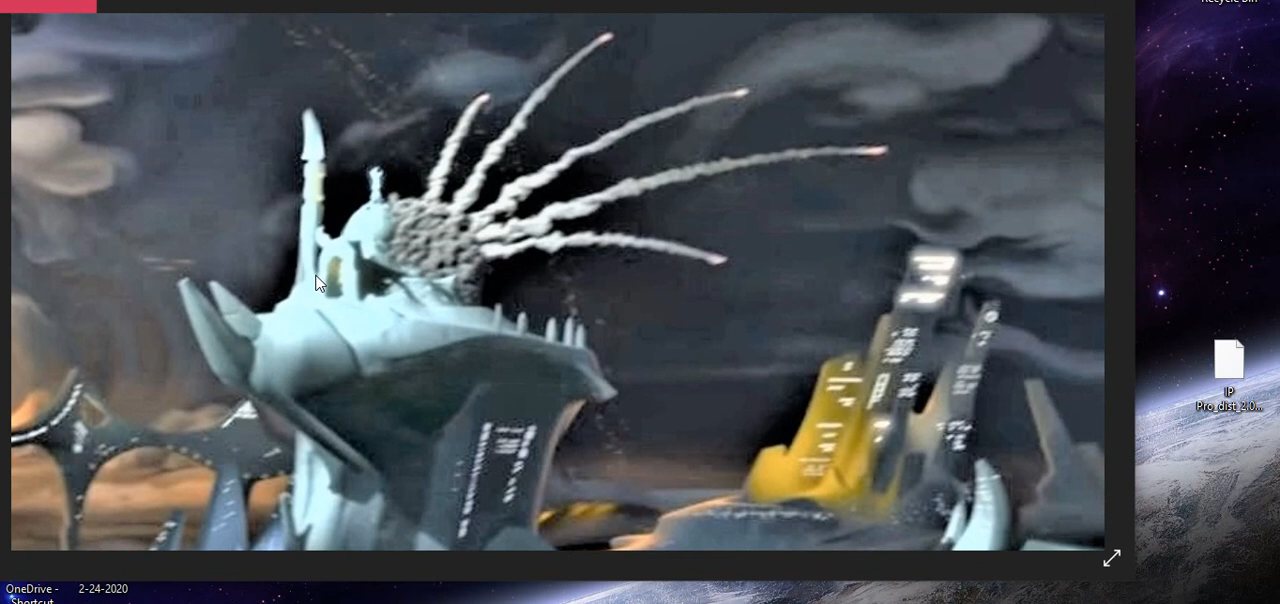 Recycle Bin
IP
Pro_dist_2.0...
OneDrive -
Shortcut
2-24-2020